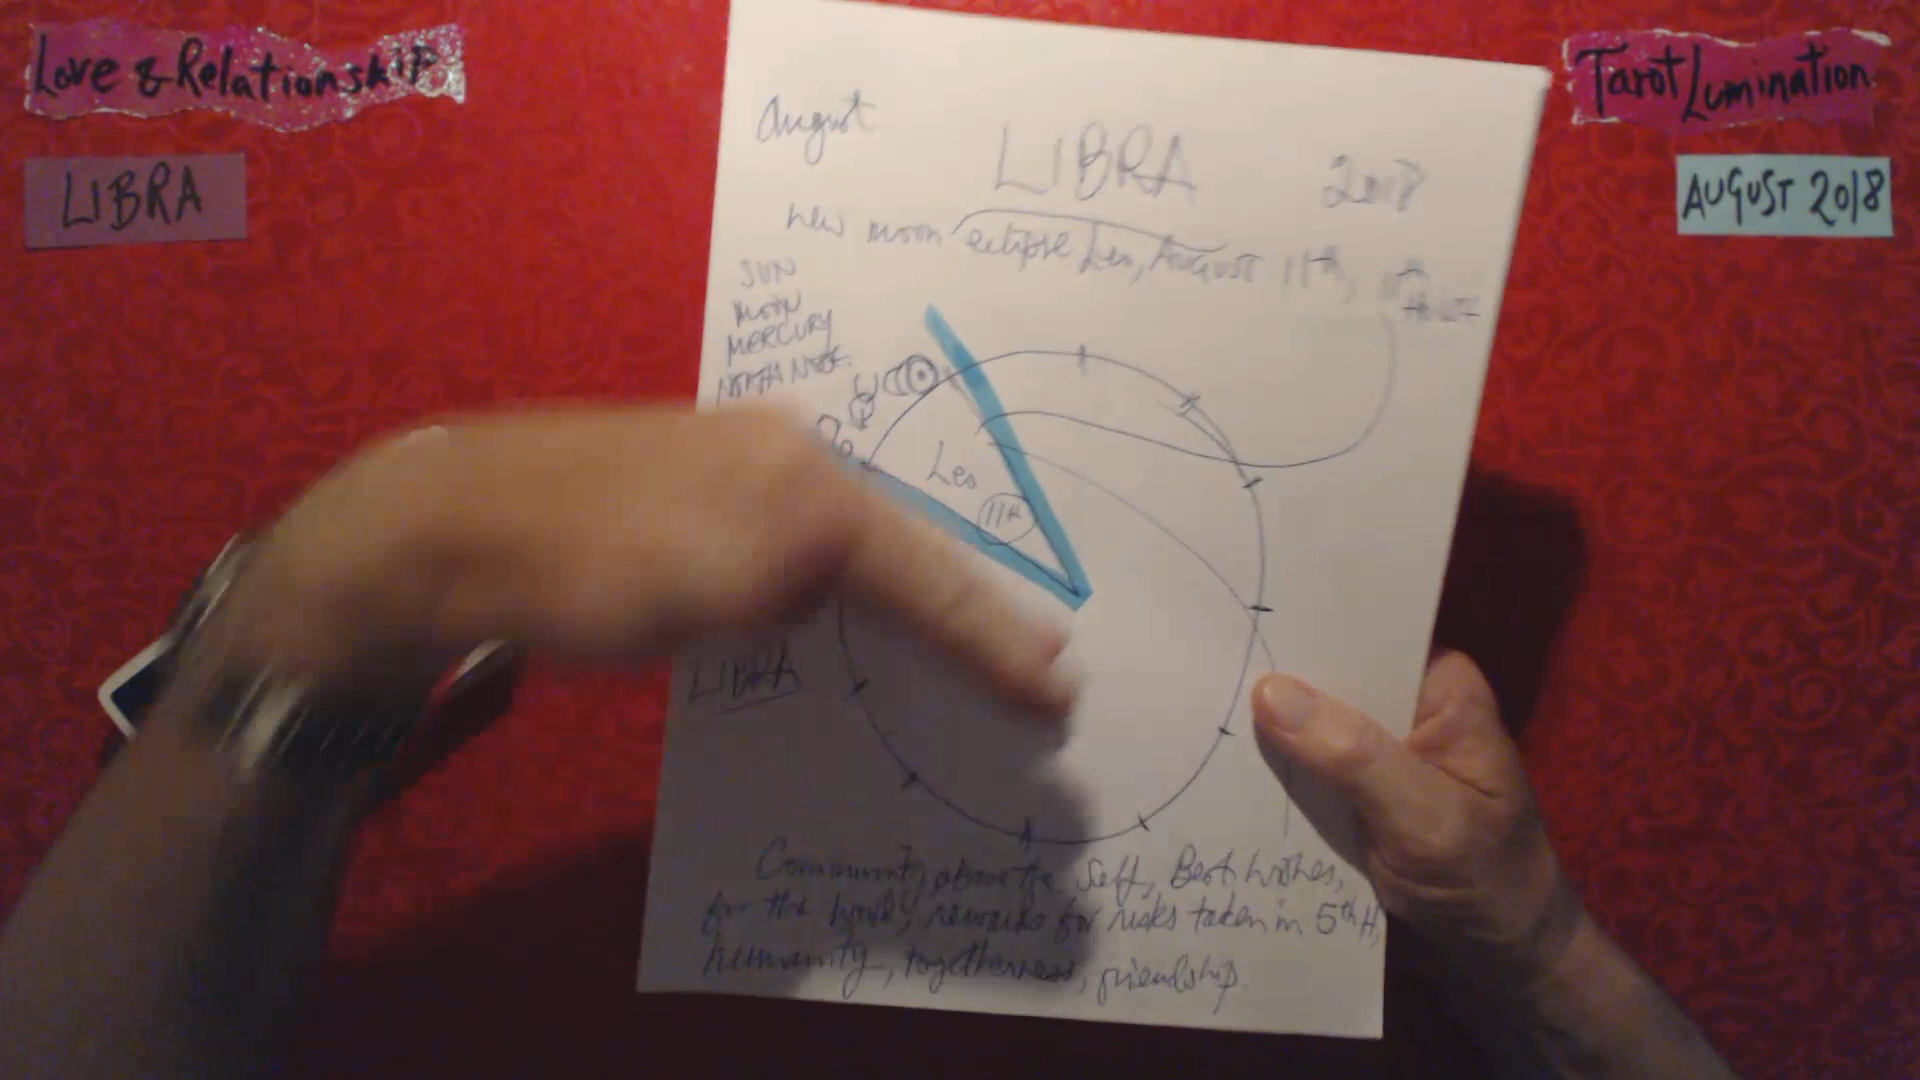 Love & Relationship
LIBRA
Tarot Lumination
AUGUST 2018
August
LIBRA
2018
new moon eclipse Leo, August 11th, 11th
SUN
MOON
MERCURY
NORTH NODE
Leo
11H
LIBRA
Community above the Self, Best wishes,
for the world, rewards for risks taken in 5th H,
humanity, togetherness, friendship.